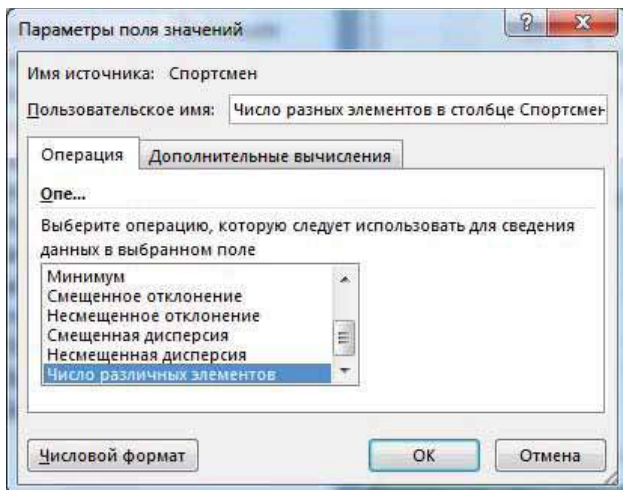 Параметры поля значений
Имя источника: Спортсмен
Пользовательское имя: Число разных элементов в столбце Спортсмен
Операция Дополнительные вычисления
Опе...
Выберите операцию, которую следует использовать для сведения
данных в выбранном поле
Минимум
Смещенное отклонение
Несмещенное отклонение
Смещенная дисперсия
Несмещенная дисперсия
Число различных элементов
Числовой формат ОК Отмена